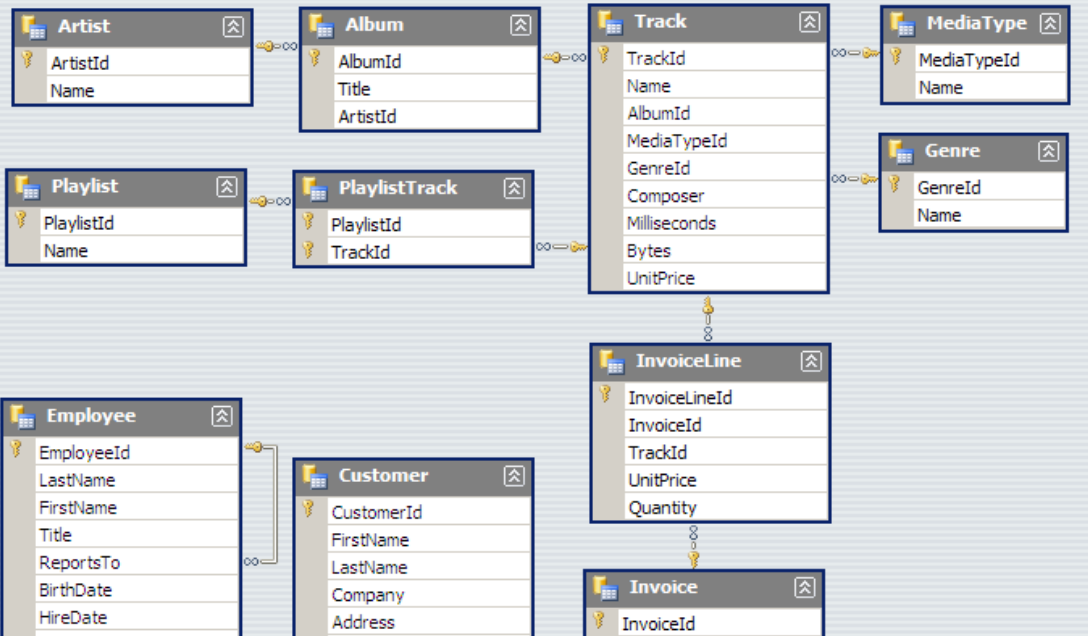 Artist
ArtistId
Name
Album
AlbumId
Title
ArtistId
Track
TrackId
Name
AlbumId
MediaTypeId
GenreId
Composer
Milliseconds
Bytes
UnitPrice
MediaType
MediaTypeId
Name
Genre
GenreId
Name
Playlist
PlaylistId
Name
PlaylistTrack
PlaylistId
TrackId
InvoiceLine
InvoiceLineId
InvoiceId
TrackId
UnitPrice
Quantity
Employee
EmployeeId
LastName
FirstName
Title
ReportsTo
BirthDate
HireDate
Customer
CustomerId
FirstName
LastName
Company
Address
Invoice
InvoiceId